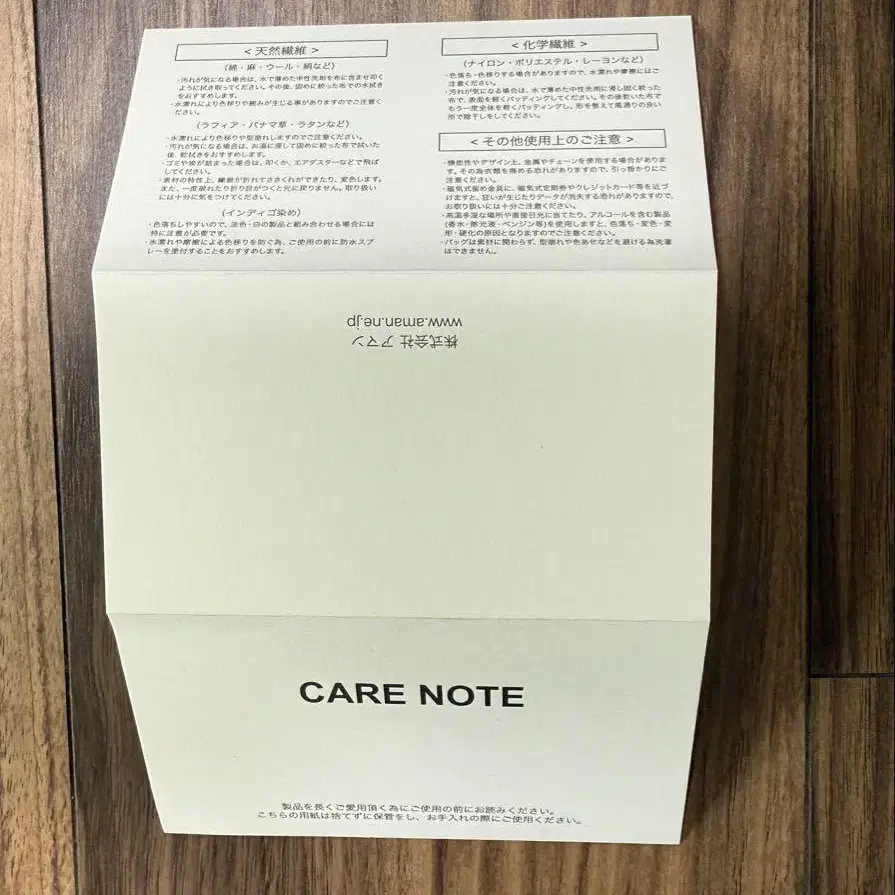 < 天然繊維 >
(綿・麻・ウール・絹など)
・汚れが気になる場合は、水で薄めた中性洗剤を布に含ませ叩く
ように拭き取ってください。その後、固めに絞った布での水拭き
をおすすめします。
・水濡れにより色移りや縮みが生じる事がありますのでご注意く
ださい。
(ラフィア・パナマ草・ラタンなど)
・水濡れにより色移りや型崩れしますのでご注意ください。
・汚れが気になる場合は、お湯に浸して固めに絞った布で拭いた
後、乾拭きをおすすめします。
・ゴミや埃が詰まった場合は、叩くか、エアダスターなどで飛ば
してください。
・素材の特性上、繊維が折れてささくれができたり、変色します。
また、一度破れたり折り目がつくと元に戻りません。取り扱い
には十分に気をつけてください。
(インディゴ染め)
・色落ちしやすいので、淡色・白の製品と組み合わせる場合には
特に注意が必要です。
・水濡れや摩擦による色移りを防ぐ為、ご使用の前に防水スプ
レーを塗付することをおすすめします。
< 化学繊維 >
(ナイロン・ポリエステル・レーヨンなど)
・色落ち・色移りする場合がありますので、水濡れや摩擦にはご
注意ください。
・汚れが気になる場合は、水で薄めた中性洗剤に浸し固く絞った
布で、表面を軽くパッティングしてください。その後乾いた布で
もう一度全体を軽くパッティングし、形を整えて風通りの良い
所で陰干しをしてください。
< その他使用上のご注意 >
・機能性やデザイン上、金属やチェーンを使用する場合がありま
す。その為衣類を痛める恐れがありますので、引っ掛かりにご
注意ください。
・磁気式留め金具に、磁気式定期券やクレジットカード等を近づ
けますと、狂いが生じたりデータが消失する恐れがありますので、
お取り扱いには十分ご注意ください。
・高温多湿な場所や直接日光に当たり、アルコールを含む製品
(香水・除光液・ベンジン等)を使用しますと、色落ち・変色・変
形・硬化の原因となりますのでご注意ください。
・バッグは素材に関わらず、型崩れや色あせなどを避ける為洗濯
はできません。
株式会社 アマン
www.aman.ne.jp
CARE NOTE
製品を長くご愛用頂く為にご使用の前にお読みください。
こちらの用紙は捨てずに保管をし、お手入れの際にご使用ください。